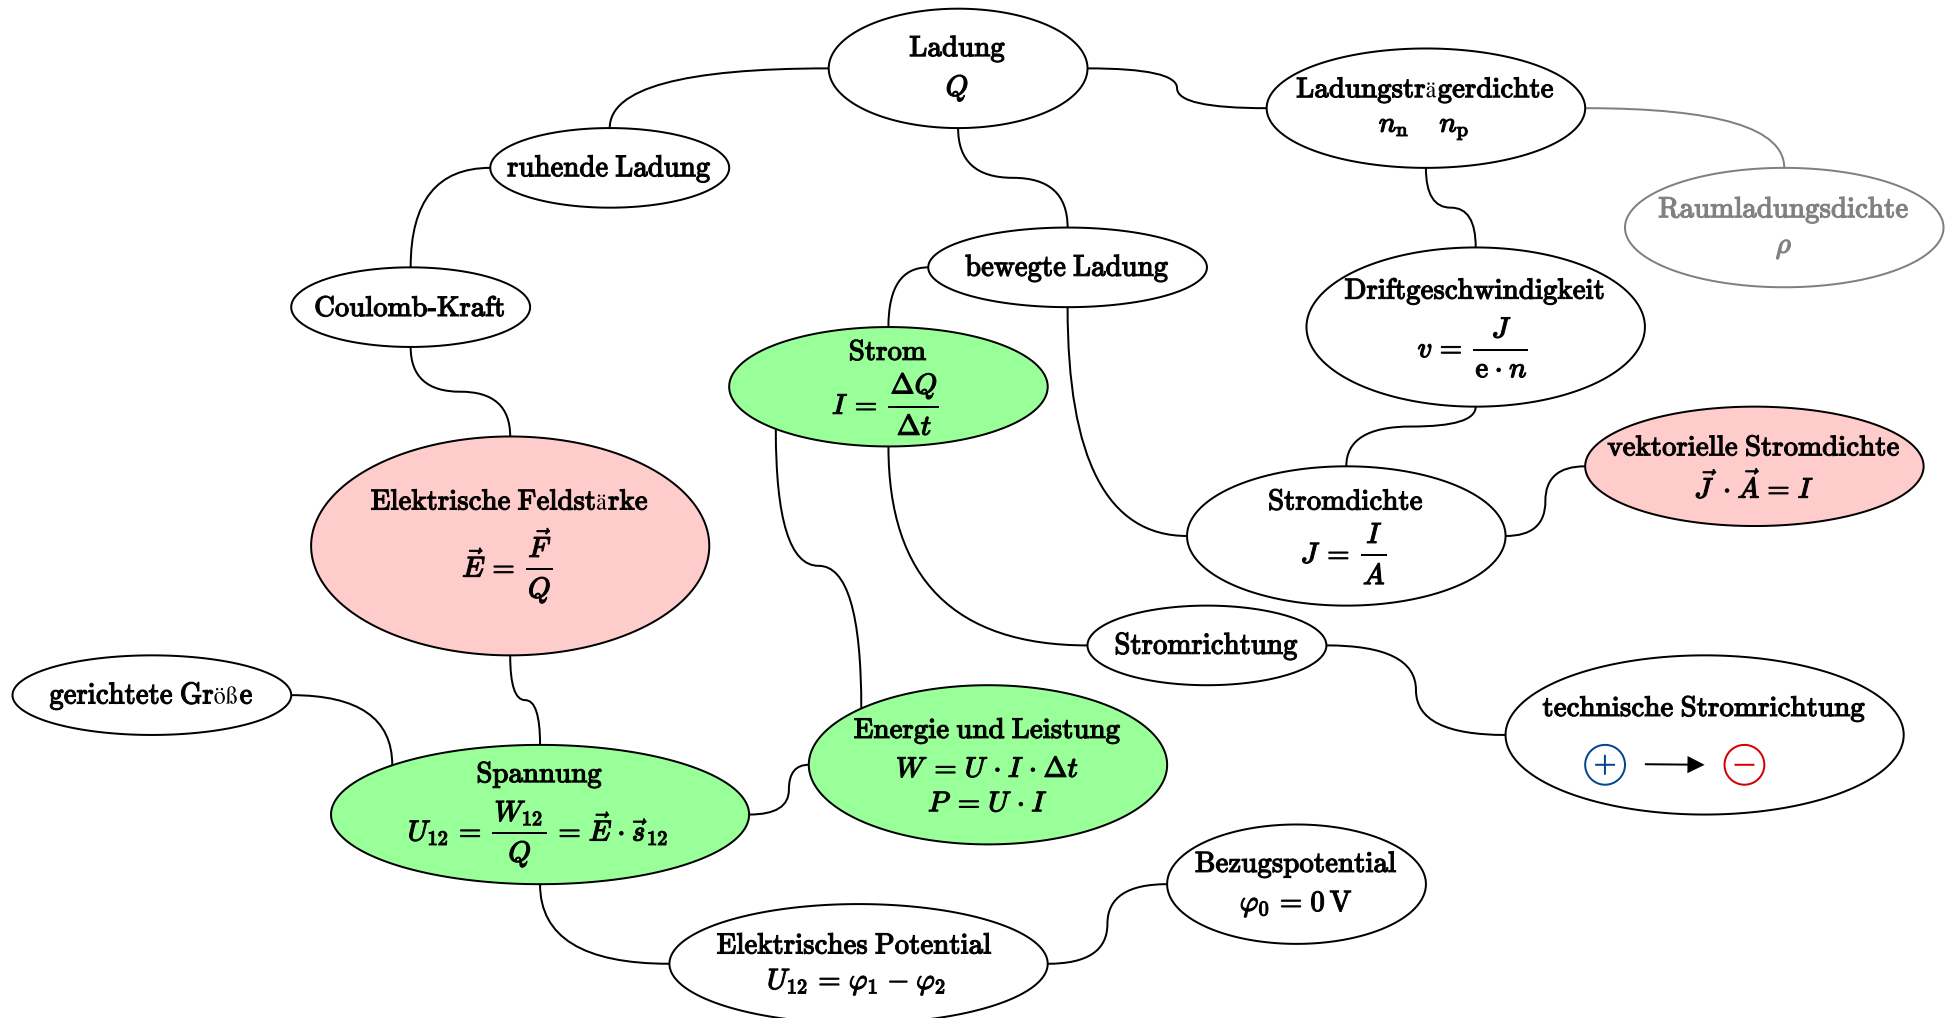 Ladung
Q
Ladungsträgerdichte
nₙ nₚ
ruhende Ladung
Raumladungsdichte
ρ
bewegte Ladung
Coulomb-Kraft
Driftgeschwindigkeit
v = J / (e · n)
Strom
I = ΔQ / Δt
vektorielle Stromdichte
J⃗ · A⃗ = I
Elektrische Feldstärke
E⃗ = F⃗ / Q
Stromdichte
J = I / A
Stromrichtung
gerichtete Größe
technische Stromrichtung
+ → −
Energie und Leistung
W = U · I · Δt
P = U · I
Spannung
U₁₂ = W₁₂ / Q = E⃗ · s⃗₁₂
Bezugspotential
φ₀ = 0 V
Elektrisches Potential
U₁₂ = φ₁ − φ₂